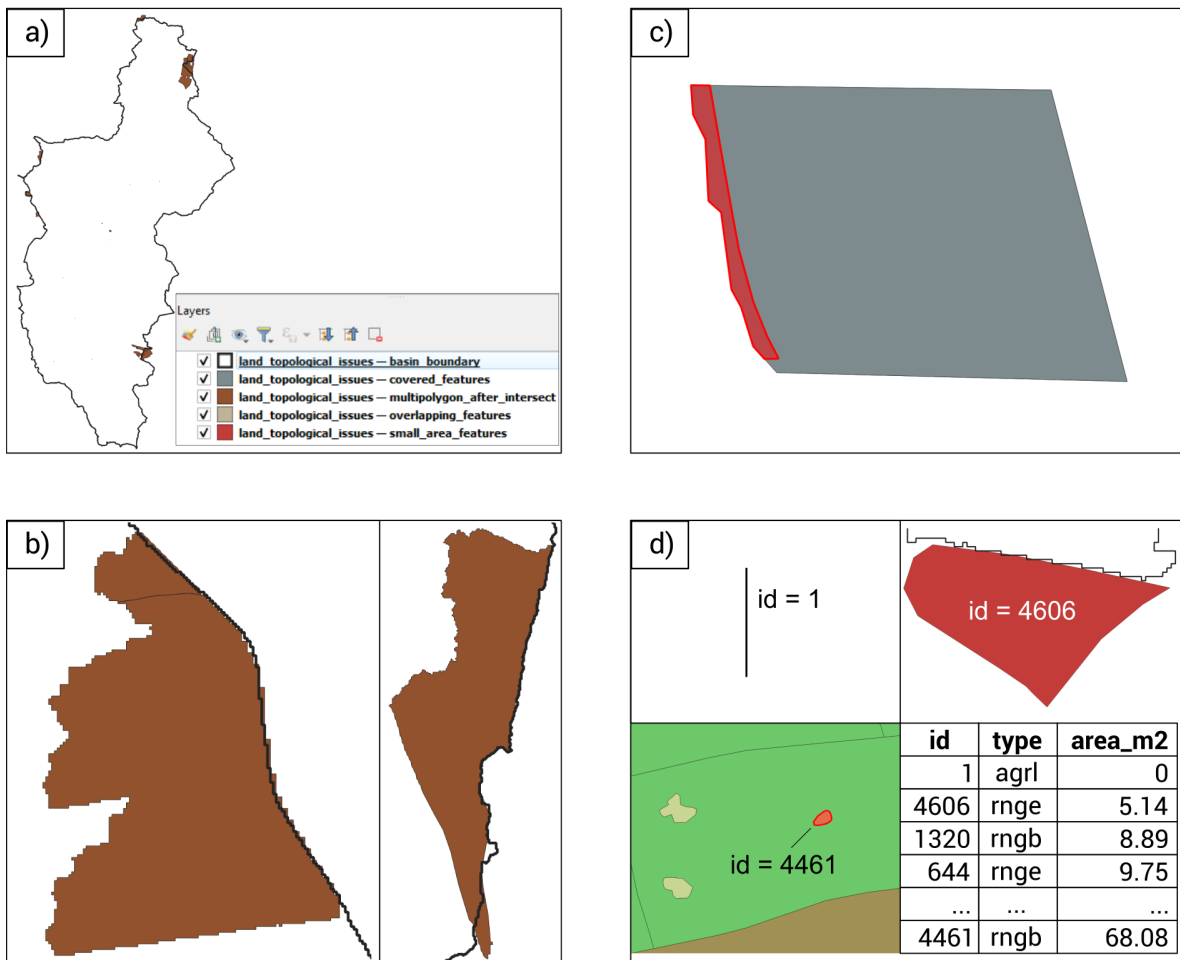 a)
Layers
land_topological_issues — basin_boundary
land_topological_issues — covered_features
land_topological_issues — multipolygon_after_intersect
land_topological_issues — overlapping_features
land_topological_issues — small_area_features
c)
b)
d)
id = 1
id = 4606
id = 4461
id type area_m2
1 agrl 0
4606 rnge 5.14
1320 rngb 8.89
644 rnge 9.75
... ... ...
4461 rngb 68.08